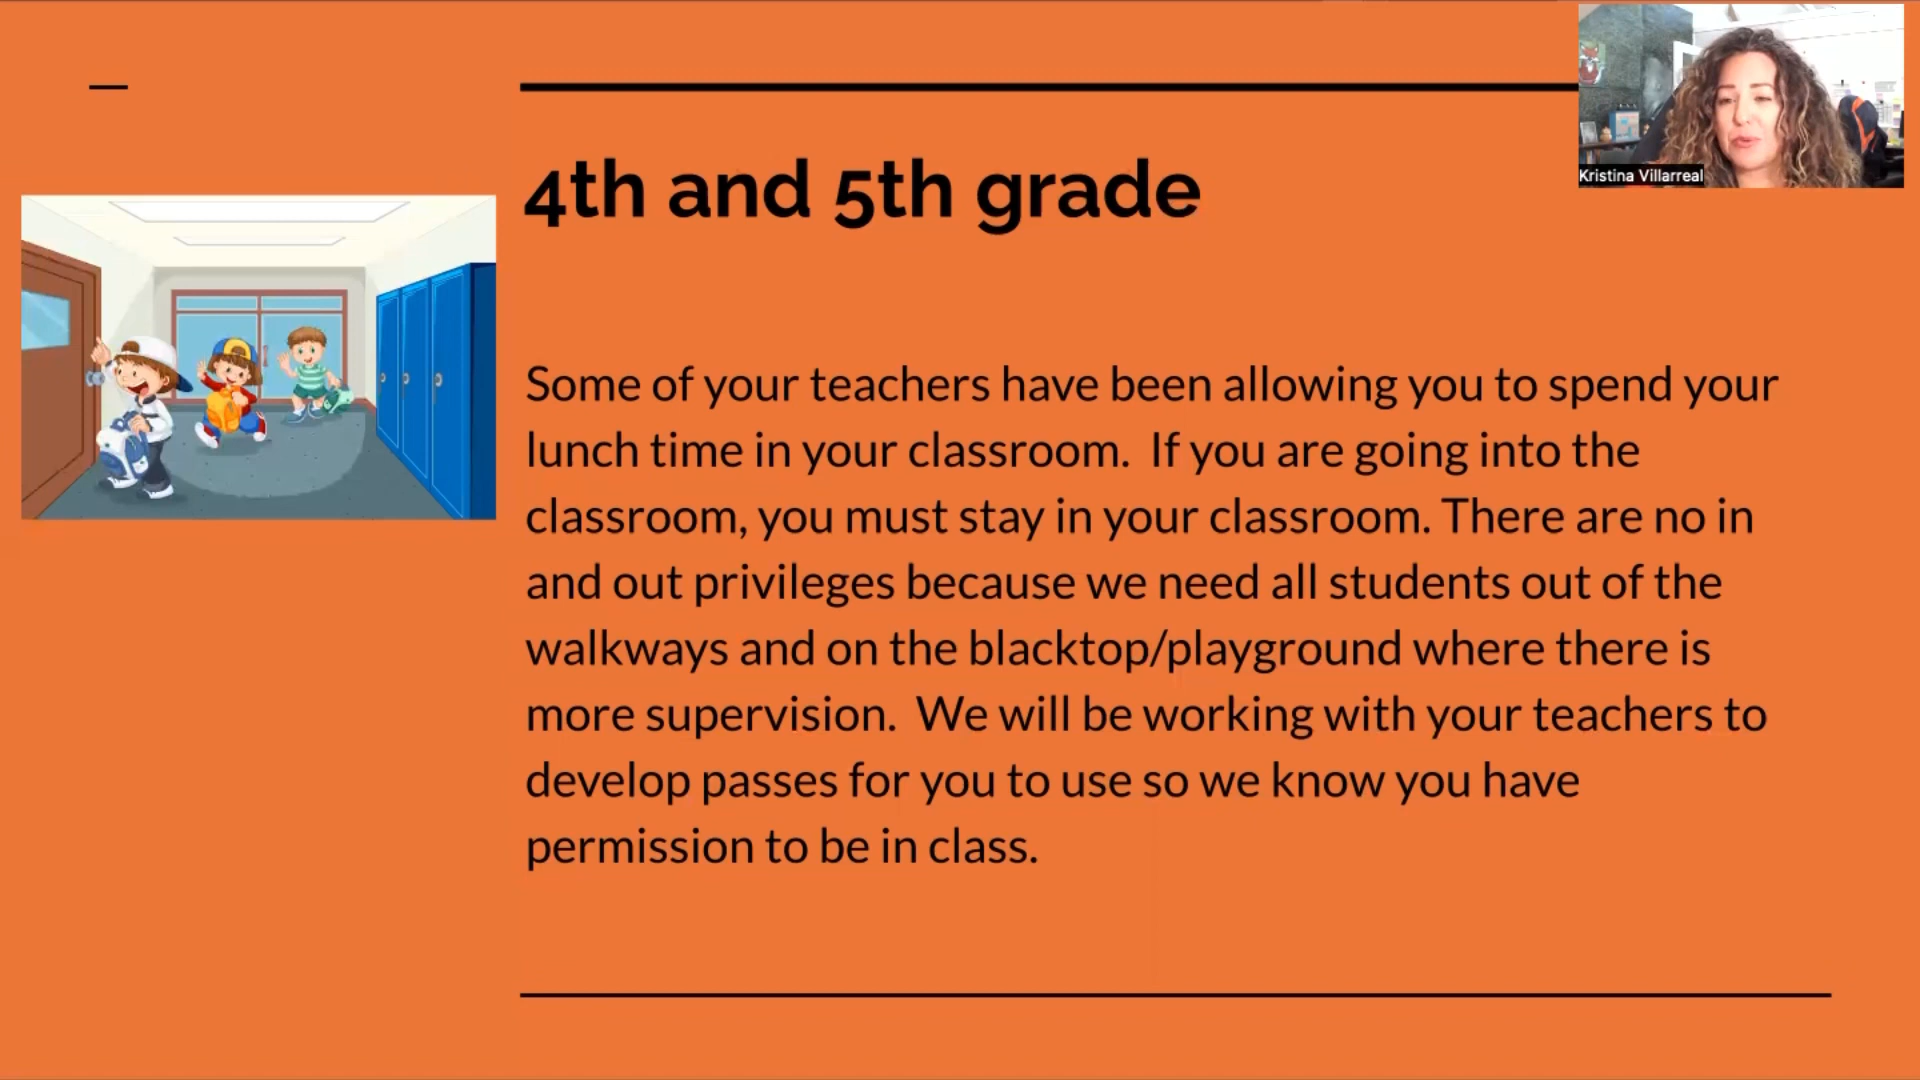 4th and 5th grade
Kristina Villarreal
Some of your teachers have been allowing you to spend your
lunch time in your classroom.  If you are going into the
classroom, you must stay in your classroom. There are no in
and out privileges because we need all students out of the
walkways and on the blacktop/playground where there is
more supervision.  We will be working with your teachers to
develop passes for you to use so we know you have
permission to be in class.